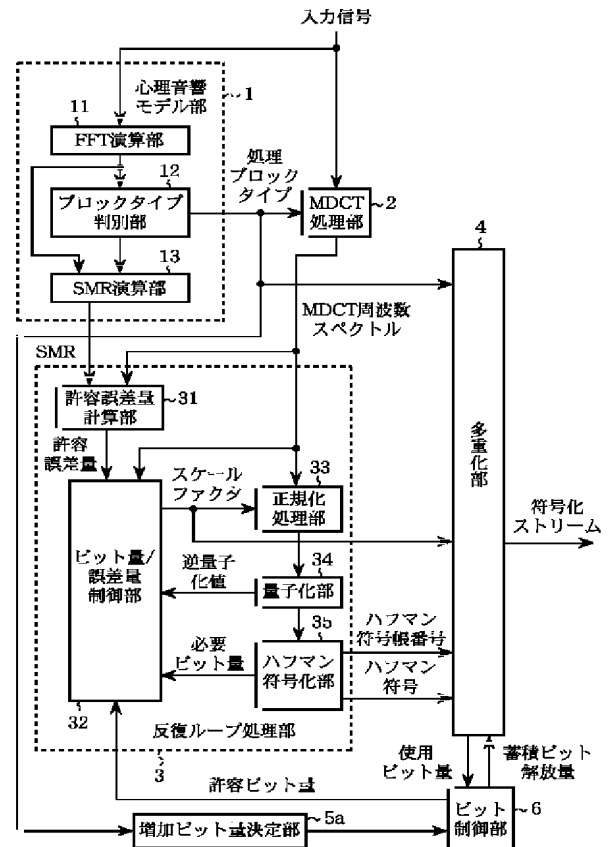 入力信号
心理音響
モデル部
1
11
FFT演算部
12
ブロックタイプ
判別部
処理
ブロック
タイプ
MDCT
処理部
2
13
SMR演算部
4
MDCT周波数
スペクトル
SMR
許容誤差量
計算部
31
許容
誤差量
多重化部
スケール
ファクタ
33
正規化
処理部
符号化
ストリーム
ビット量/
誤差量
制御部
逆量子
化値
34
量子化部
35
必要
ビット量
ハフマン
符号化部
ハフマン
符号帳番号
ハフマン
符号
32
反復ループ処理部
3
使用
ビット量
蓄積ビット
解放量
許容ビット量
5a
増加ビット量決定部
ビット
制御部
6